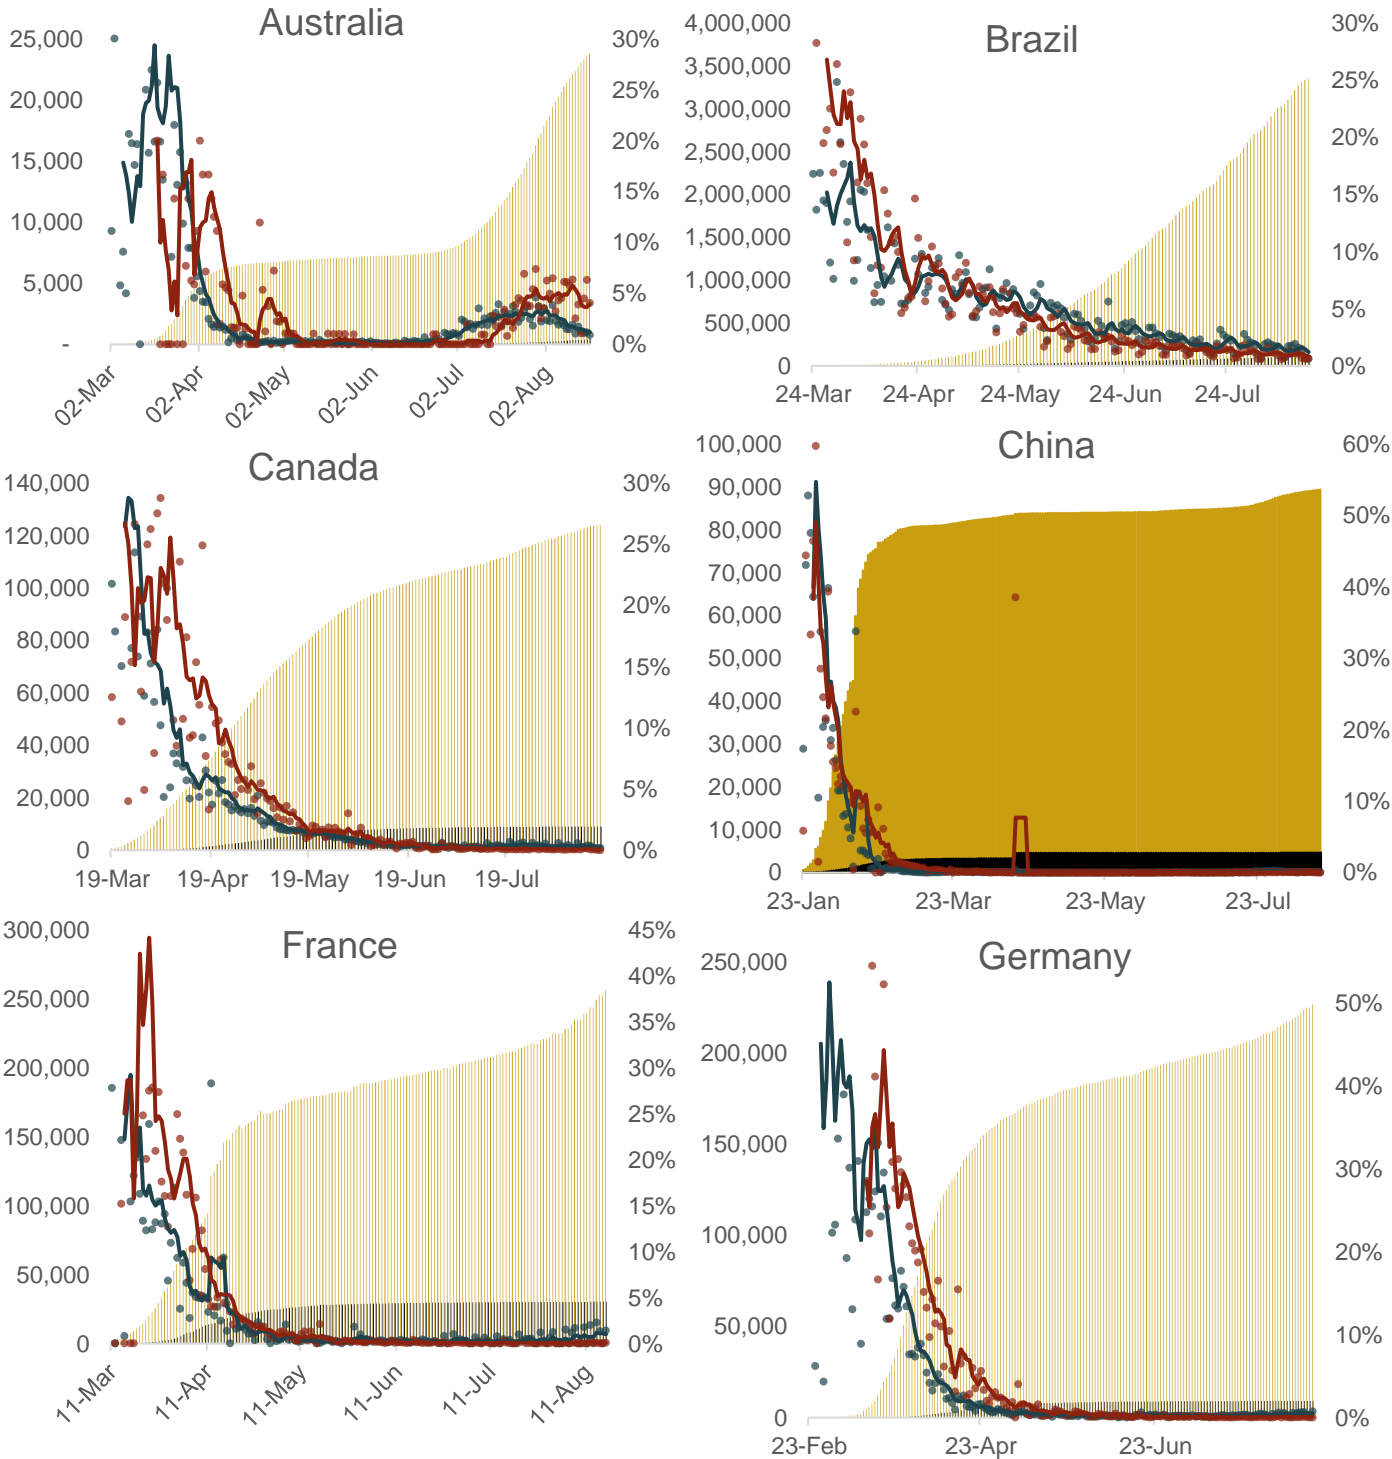 Australia
25,000
20,000
15,000
10,000
5,000
-
30%
25%
20%
15%
10%
5%
0%
02-Mar
02-Apr
02-May
02-Jun
02-Jul
02-Aug
Brazil
4,000,000
3,500,000
3,000,000
2,500,000
2,000,000
1,500,000
1,000,000
500,000
0
30%
25%
20%
15%
10%
5%
0%
24-Mar
24-Apr
24-May
24-Jun
24-Jul
Canada
140,000
120,000
100,000
80,000
60,000
40,000
20,000
0
30%
25%
20%
15%
10%
5%
0%
19-Mar
19-Apr
19-May
19-Jun
19-Jul
China
100,000
90,000
80,000
70,000
60,000
50,000
40,000
30,000
20,000
10,000
0
60%
50%
40%
30%
20%
10%
0%
23-Jan
23-Mar
23-May
23-Jul
France
300,000
250,000
200,000
150,000
100,000
50,000
0
45%
40%
35%
30%
25%
20%
15%
10%
5%
0%
11-Mar
11-Apr
11-May
11-Jun
11-Jul
11-Aug
Germany
250,000
200,000
150,000
100,000
50,000
0
50%
40%
30%
20%
10%
0%
23-Feb
23-Apr
23-Jun